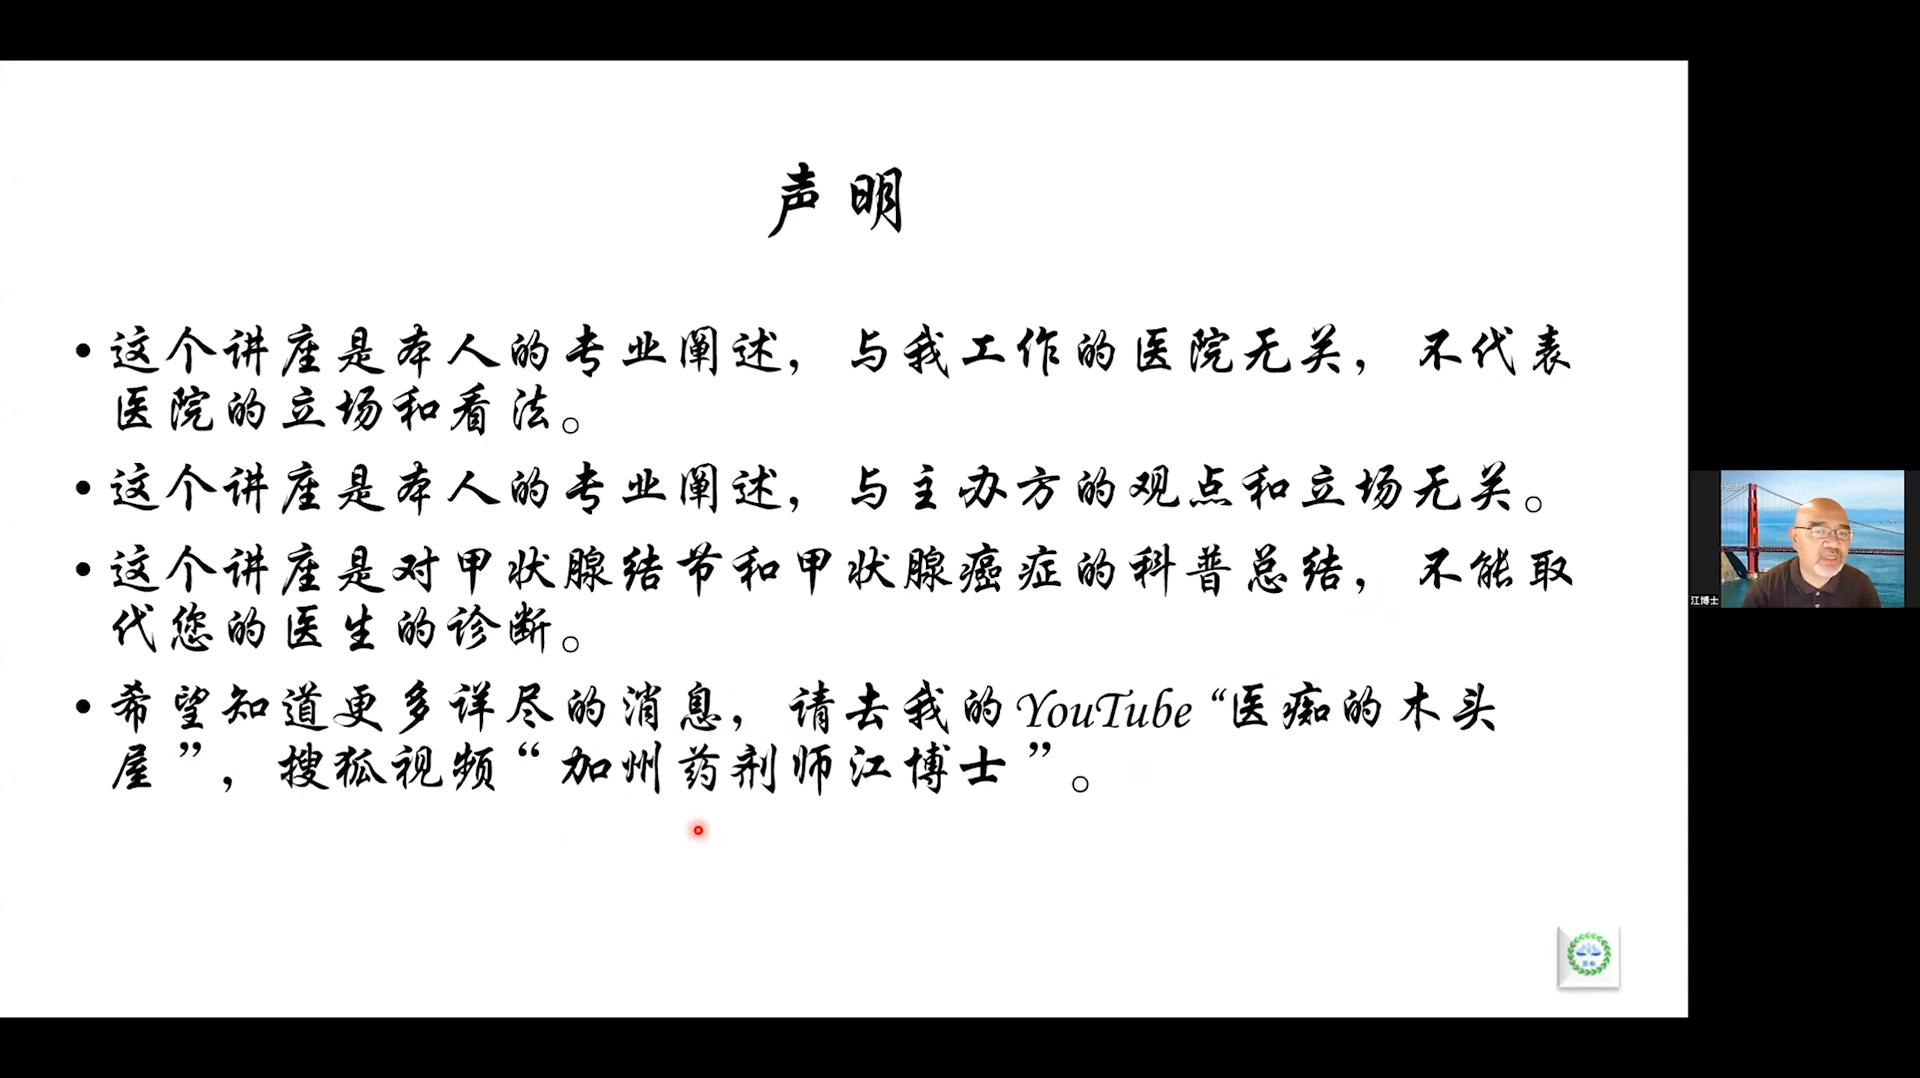 声明
• 这个讲座是本人的专业阐述，与我工作的医院无关，不代表
医院的立场和看法。
• 这个讲座是本人的专业阐述，与主办方的观点和立场无关。
• 这个讲座是对甲状腺结节和甲状腺癌症的科普总结，不能取
代您的医生的诊断。
• 希望知道更多详尽的消息，请去我的YouTube“医痴的木头
屋”，搜狐视频“加州药剂师江博士”。
江博士